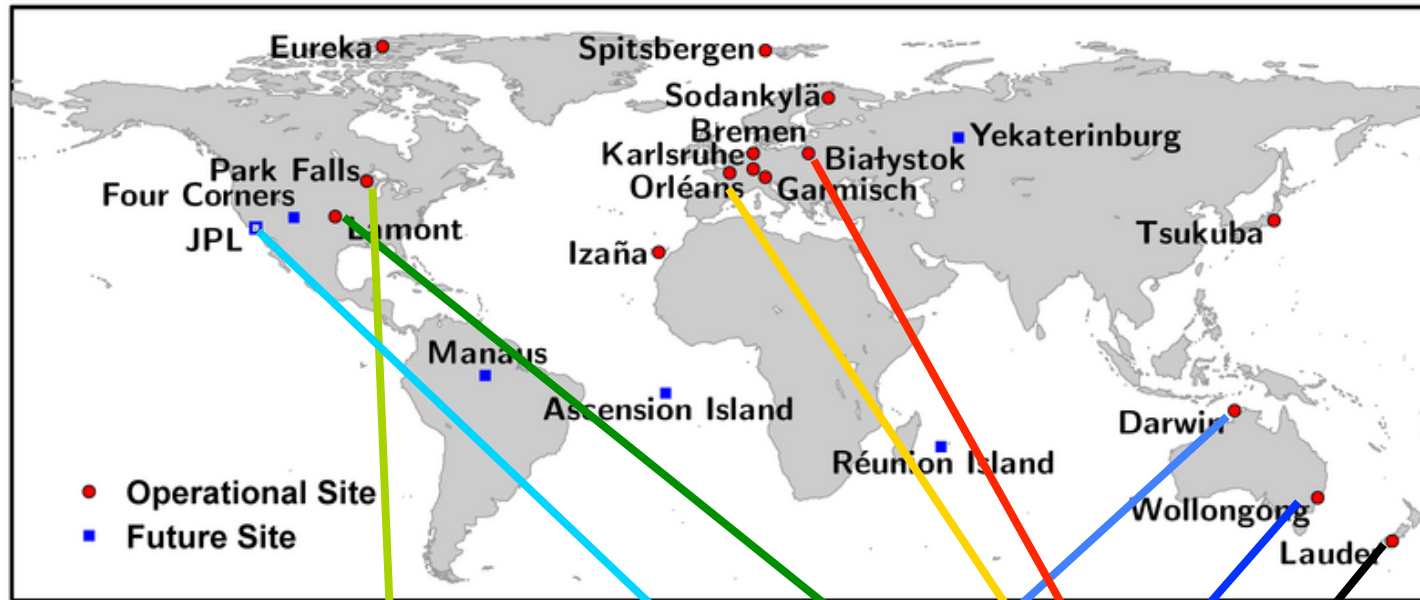 Eureka
Spitsbergen
Sodankylä
Bremen
Yekaterinburg
Karlsruhe
Białystok
Park Falls
Orléans
Garmisch
Four Corners
Lamont
JPL
Tsukuba
Izaña
Manaus
Ascension Island
Darwin
Réunion Island
Operational Site
Wollongong
Future Site
Lauder